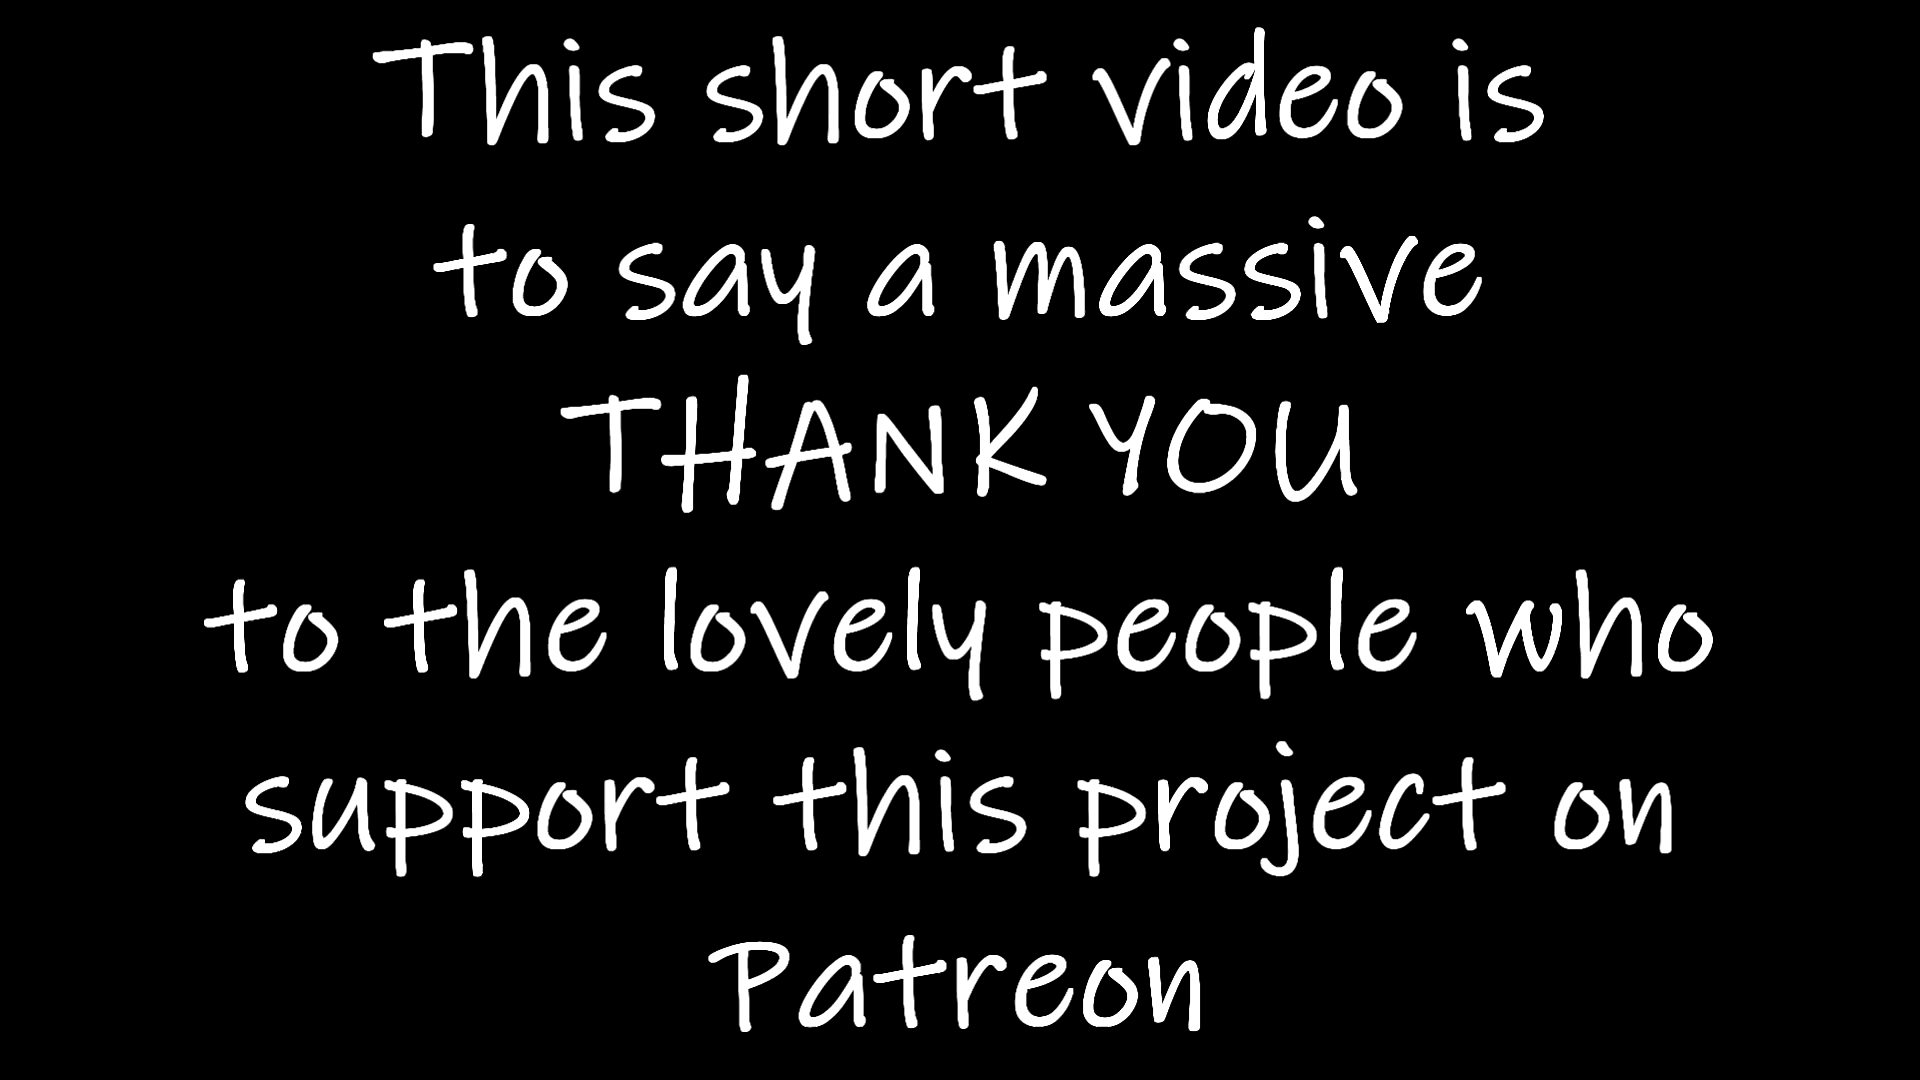 This short video is
to say a massive
THANK YOU
to the lovely people who
support this project on
Patreon